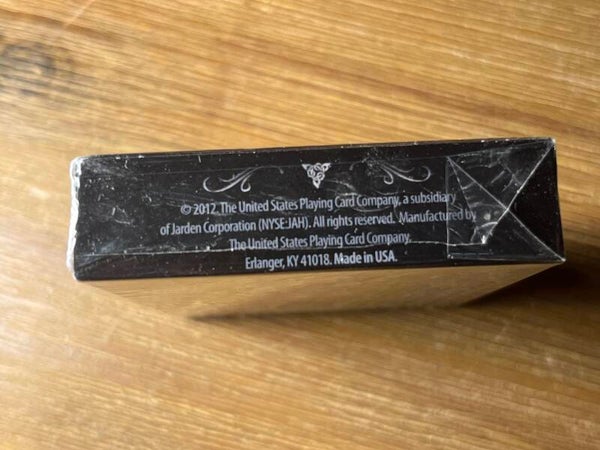 © 2012. The United States Playing Card Company, a subsidiary
of Jarden Corporation (NYSE:JAH). All rights reserved. Manufactured by
The United States Playing Card Company.
Erlanger, KY 41018. Made in USA.